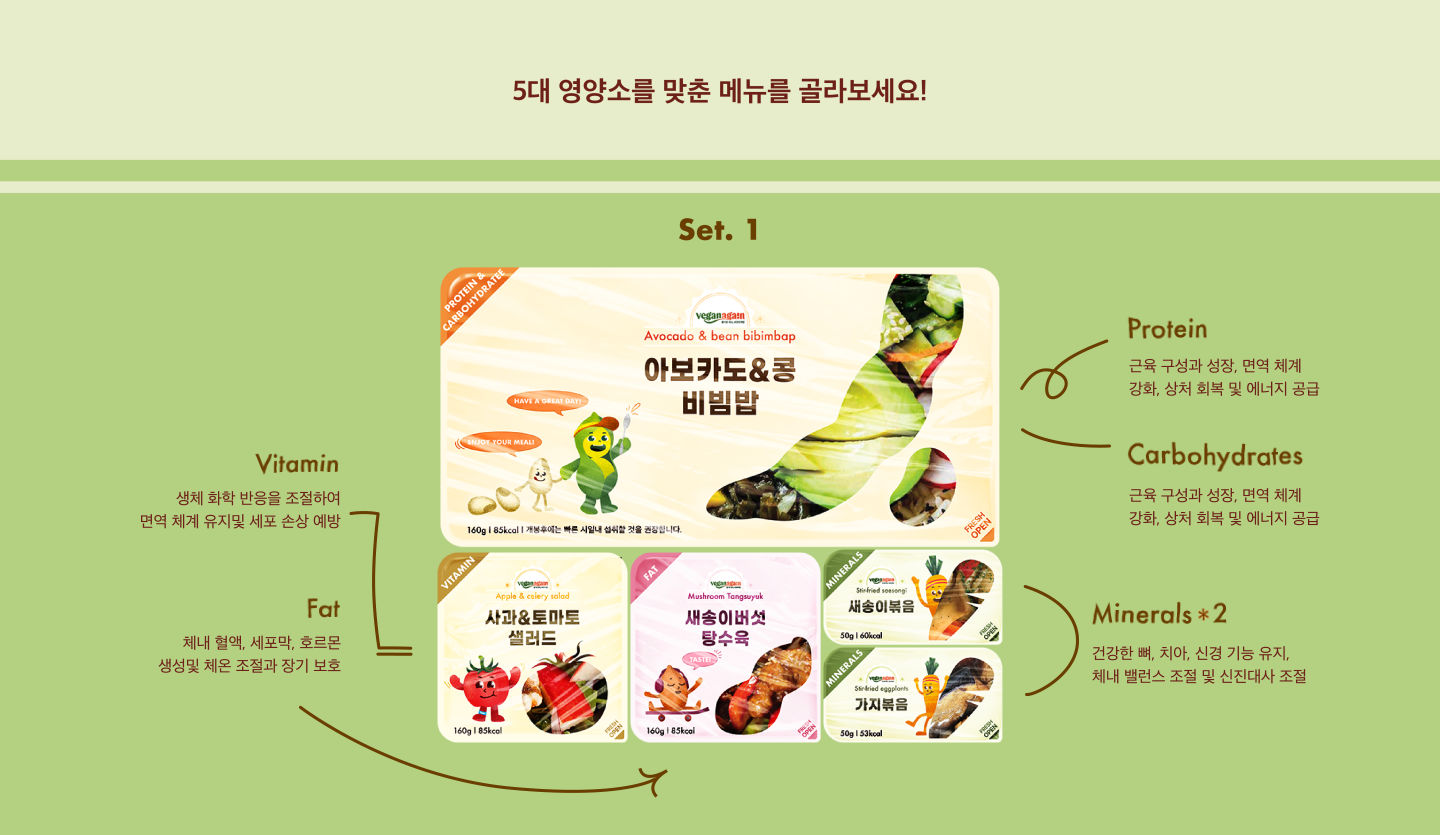 5대 영양소를 맞춘 메뉴를 골라보세요!
Set. 1
PROTEIN &
CARBOHYDRATEE
veganagain
Avocado & bean bibimbap
아보카도&콩
비빔밥
HAVE A GREAT DAY!
ENJOY YOUR MEAL!
160g | 85kcal | 개봉후에는 빠른 시일내 섭취할 것을 권장합니다.
FRESH
OPEN
Protein
근육 구성과 성장, 면역 체계
강화, 상처 회복 및 에너지 공급
Carbohydrates
근육 구성과 성장, 면역 체계
강화, 상처 회복 및 에너지 공급
Vitamin
생체 화학 반응을 조절하여
면역 체계 유지및 세포 손상 예방
Fat
체내 혈액, 세포막, 호르몬
생성및 체온 조절과 장기 보호
VITAMIN
veganagain
Apple & celery salad
사과&토마토
샐러드
160g | 85kcal
FRESH
OPEN
FAT
veganagain
Mushroom Tangsuyuk
새송이버섯
탕수육
TASTE!
160g | 85kcal
FRESH
OPEN
MINERALS
veganagain
Stir-fried saesongi
새송이볶음
50g | 60kcal
FRESH
OPEN
MINERALS
veganagain
Stir-fried eggplants
가지볶음
50g | 53kcal
FRESH
OPEN
Minerals *2
건강한 뼈, 치아, 신경 기능 유지,
체내 밸런스 조절 및 신진대사 조절